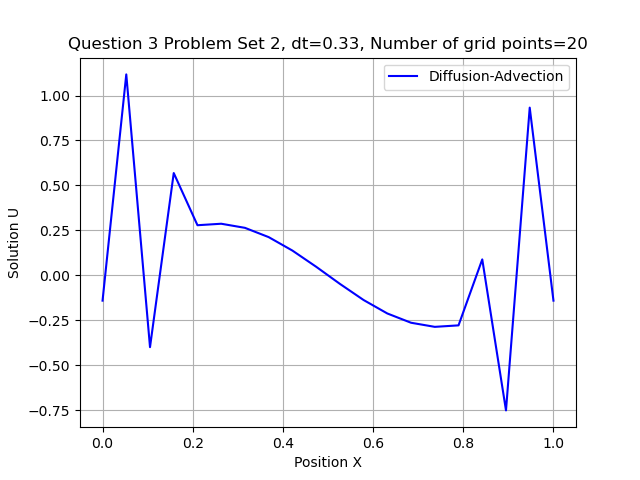 Question 3 Problem Set 2, dt=0.33, Number of grid points=20
Diffusion-Advection
Solution U
1.00
0.75
0.50
0.25
0.00
−0.25
−0.50
−0.75
0.0 0.2 0.4 0.6 0.8 1.0
Position X